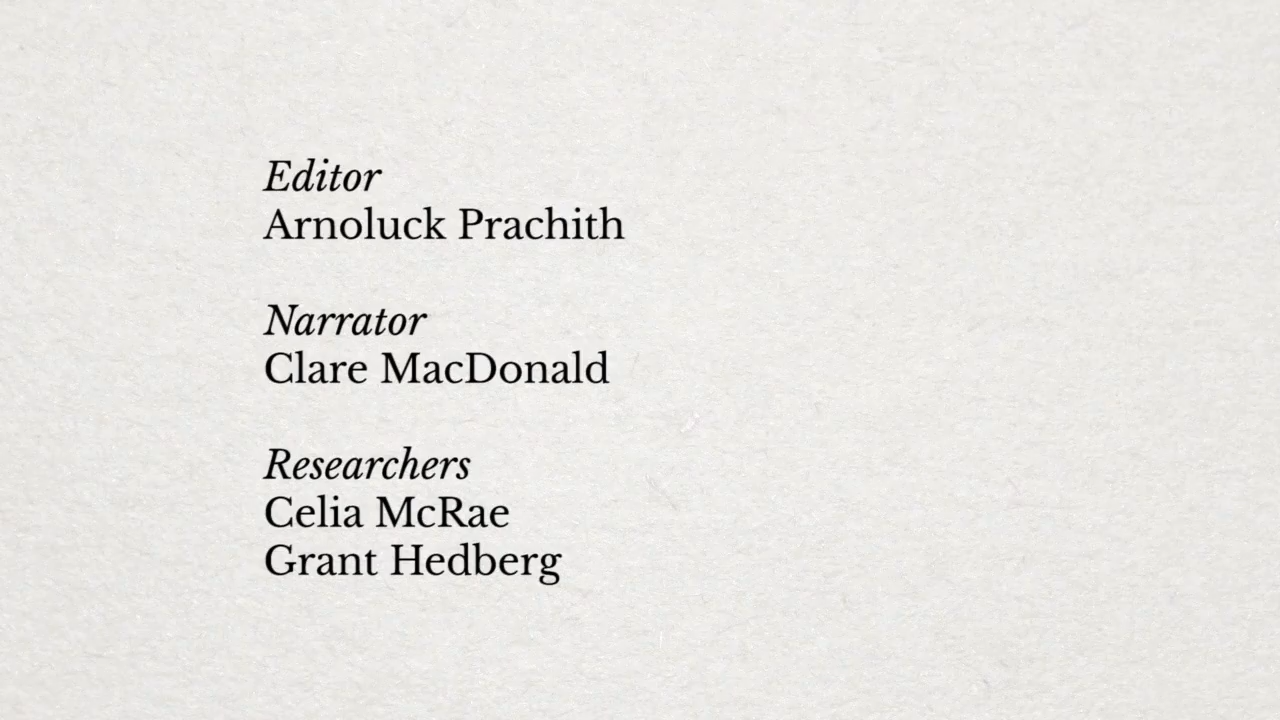 Editor
Arnoluck Prachith
Narrator
Clare MacDonald
Researchers
Celia McRae
Grant Hedberg